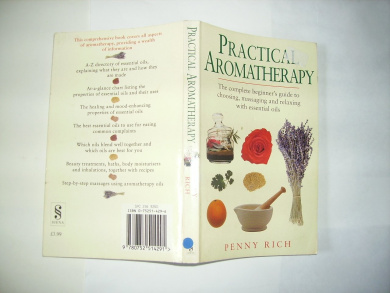 This comprehensive book covers all aspects
of aromatherapy, providing a wealth
of information
A-Z directory of essential oils,
explaining what they are and how they
are made
At-a-glance chart listing the
properties of essential oils and their uses
The healing and mood-enhancing
properties of essential oils
The best essential oils to use for treating
common complaints
Which oils blend well together and
which oils are best for you
Beauty treatments, baths, body moisturizers
and inhalations, together with recipes
Step-by-step massages using aromatherapy oils
PRACTICAL AROMATHERAPY
RICH
PRACTICAL
AROMATHERAPY
The complete beginner's guide to
choosing, massaging and relaxing
with essential oils
PENNY RICH